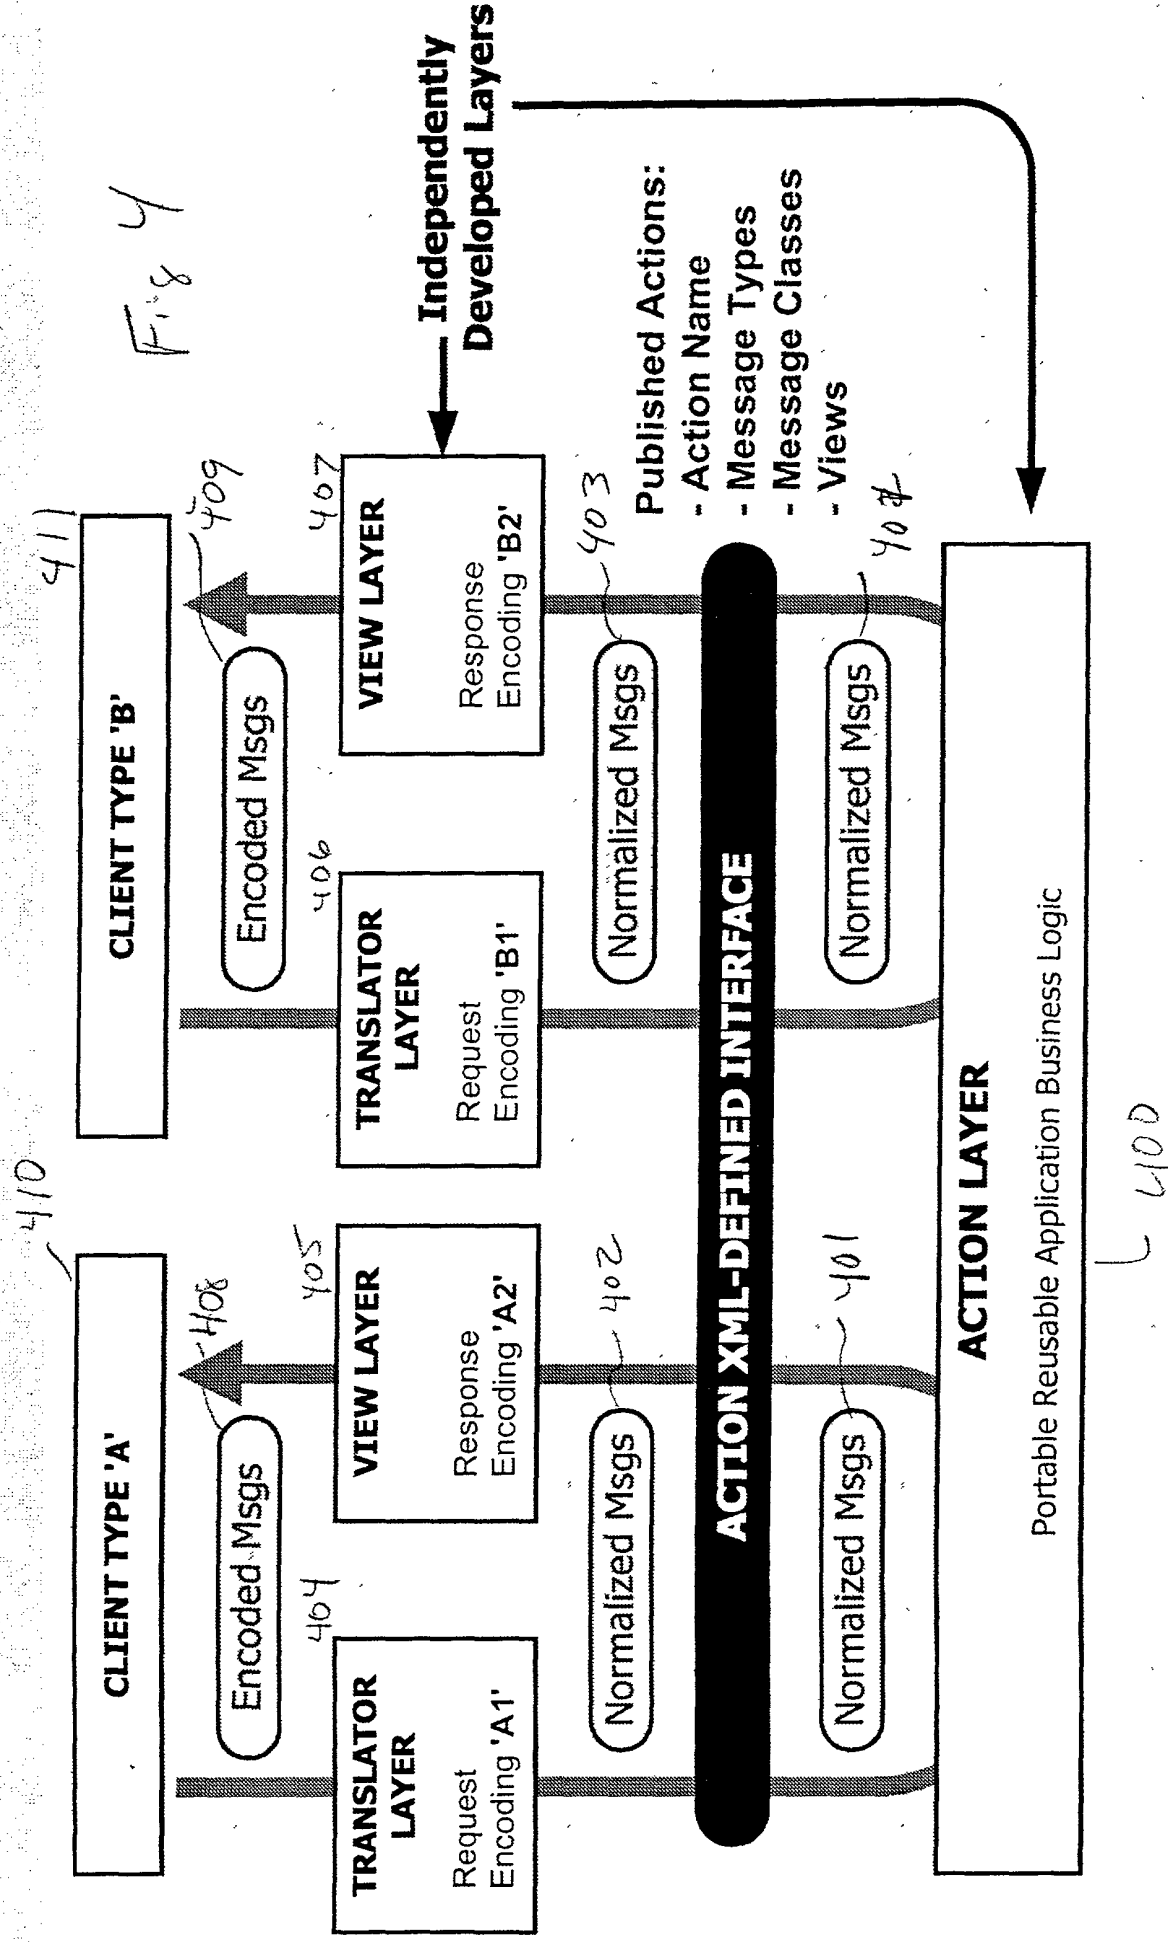 Fig 4
410
411
CLIENT TYPE 'A'
CLIENT TYPE 'B'
408
409
Encoded Msgs
Encoded Msgs
404
405
406
407
TRANSLATOR
LAYER
Request
Encoding 'A1'
VIEW LAYER
Response
Encoding 'A2'
TRANSLATOR
LAYER
Request
Encoding 'B1'
VIEW LAYER
Response
Encoding 'B2'
Independently
Developed Layers
Normalized Msgs
402
Normalized Msgs
403
ACTION XML-DEFINED INTERFACE
Published Actions:
- Action Name
- Message Types
- Message Classes
- Views
Normalized Msgs
401
Normalized Msgs
ACTION LAYER
Portable Reusable Application Business Logic
400